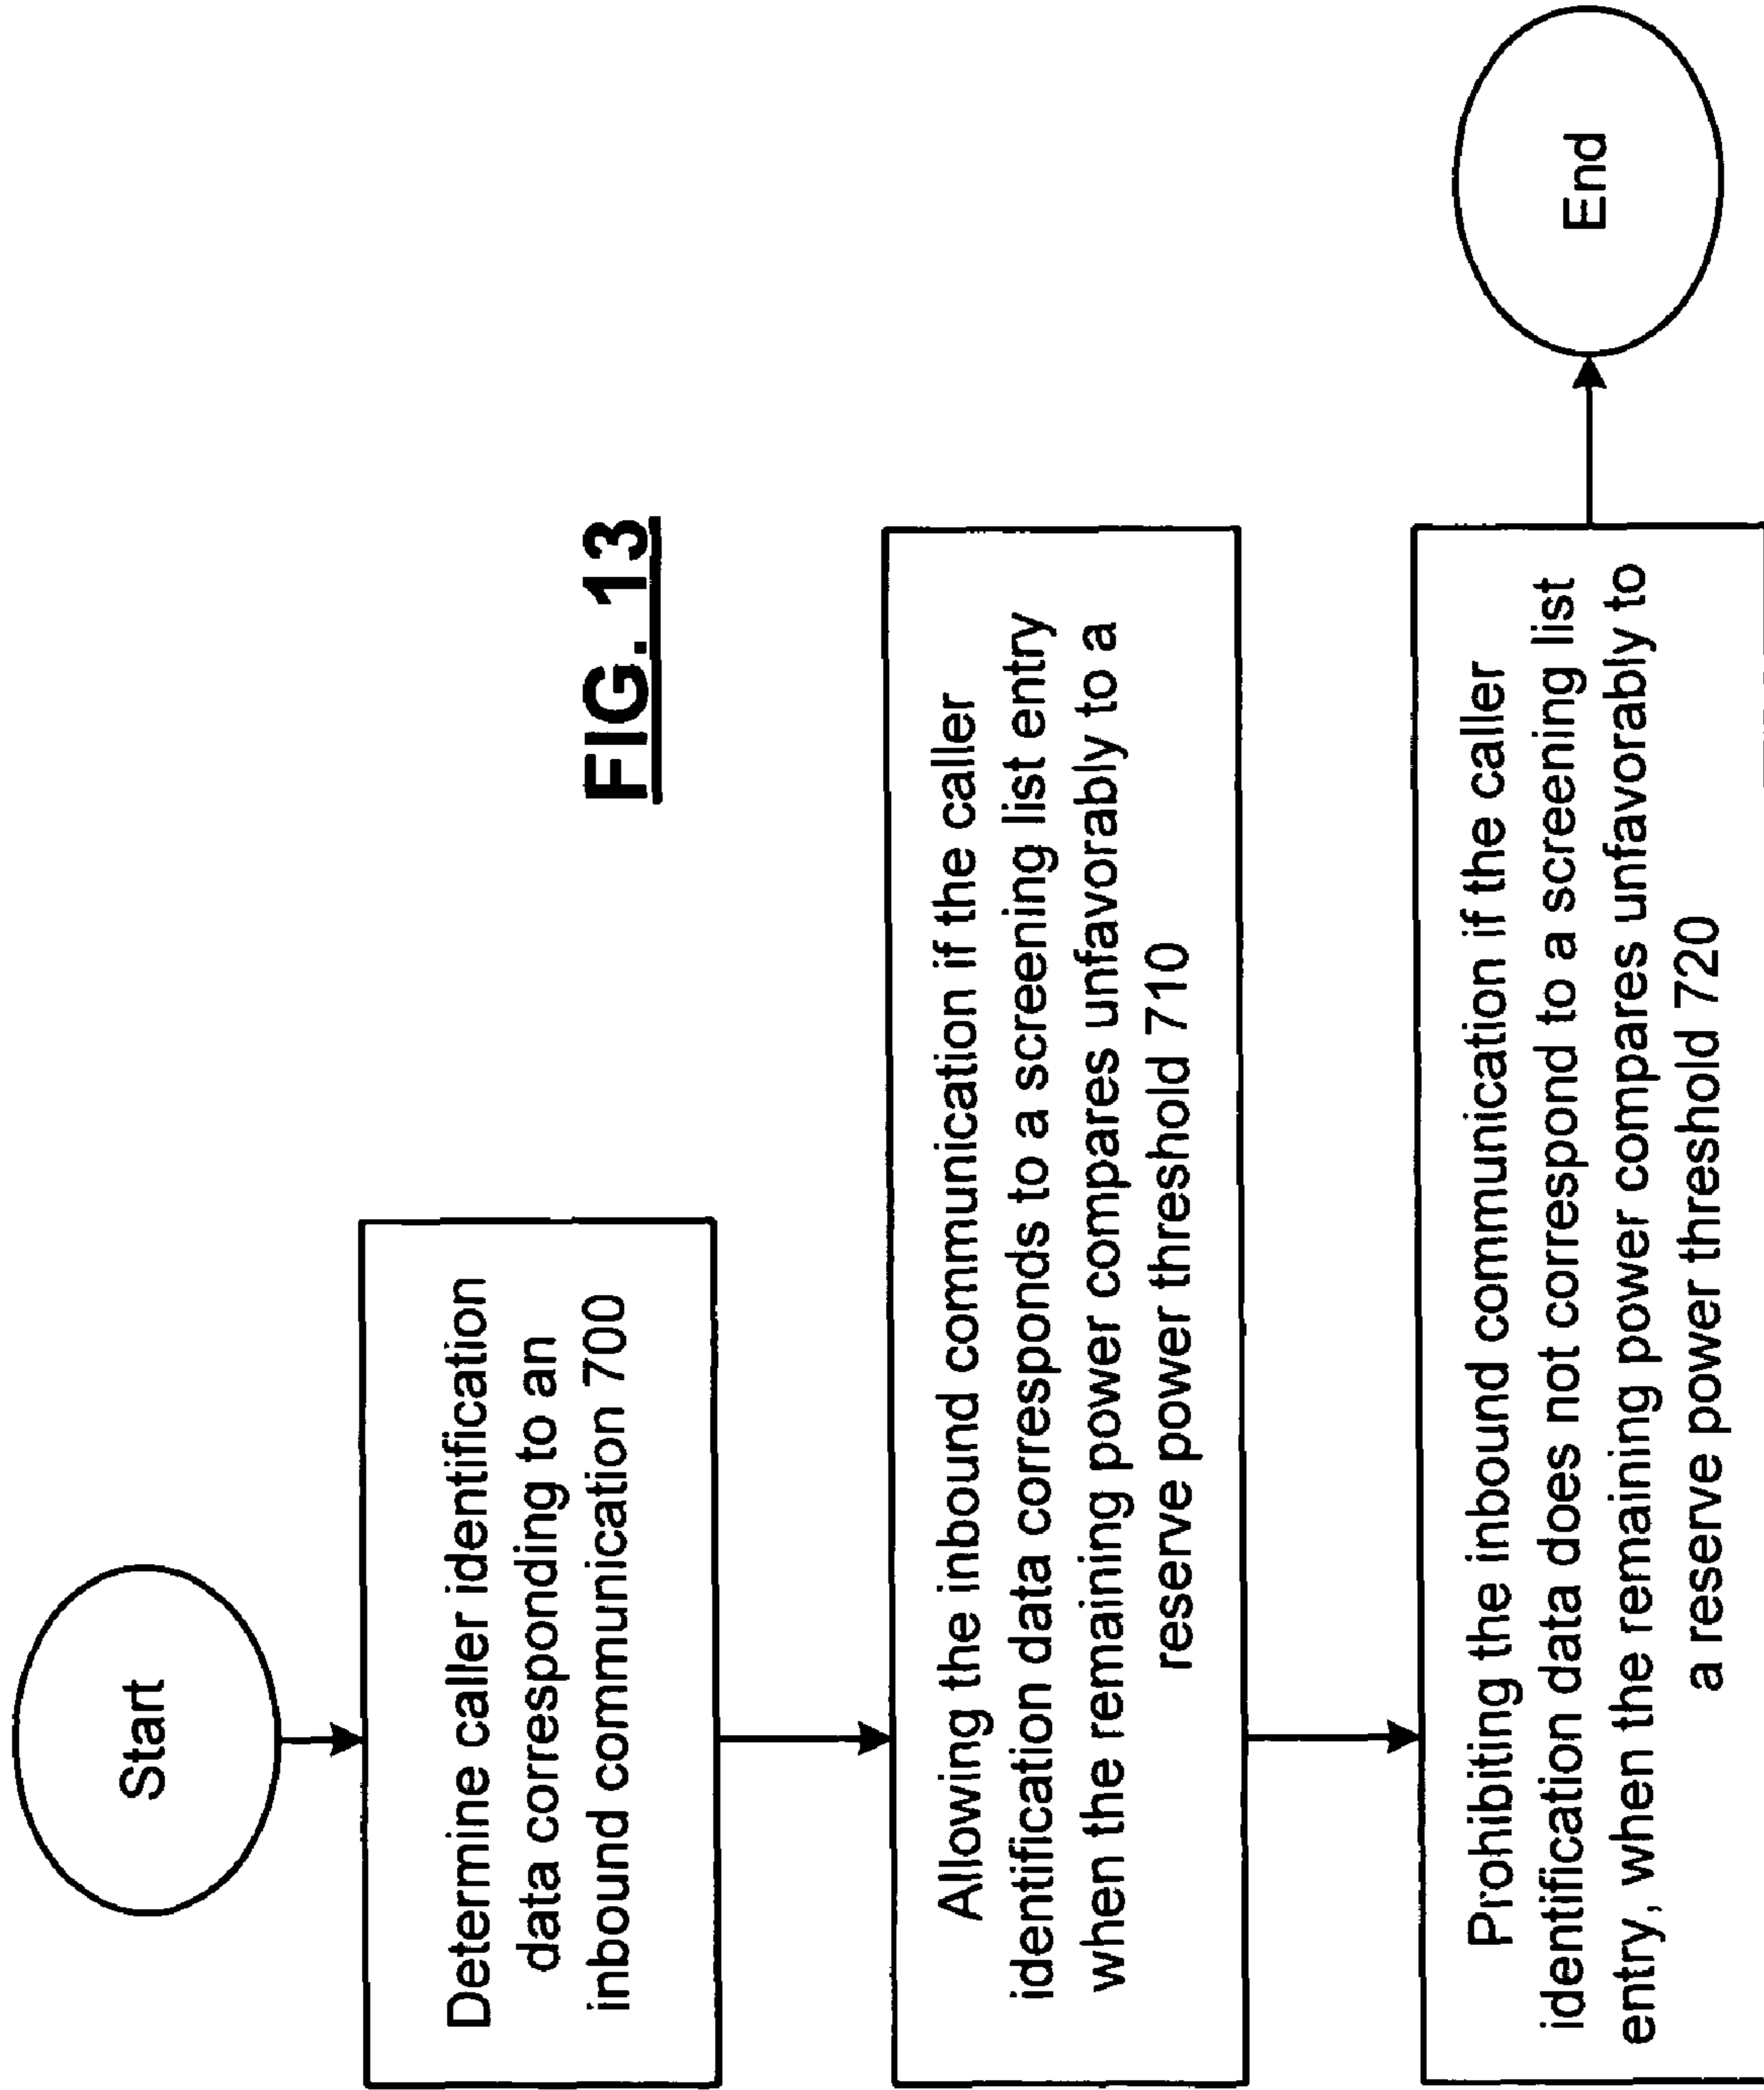 Start
Determine caller identification
data corresponding to an
inbound communication 700
FIG. 13
Allowing the inbound communication if the caller
identification data corresponds to a screening list entry
when the remaining power compares unfavorably to a
reserve power threshold 710
Prohibiting the inbound communication if the caller
identification data does not correspond to a screening list
entry, when the remaining power compares unfavorably to
a reserve power threshold 720
End